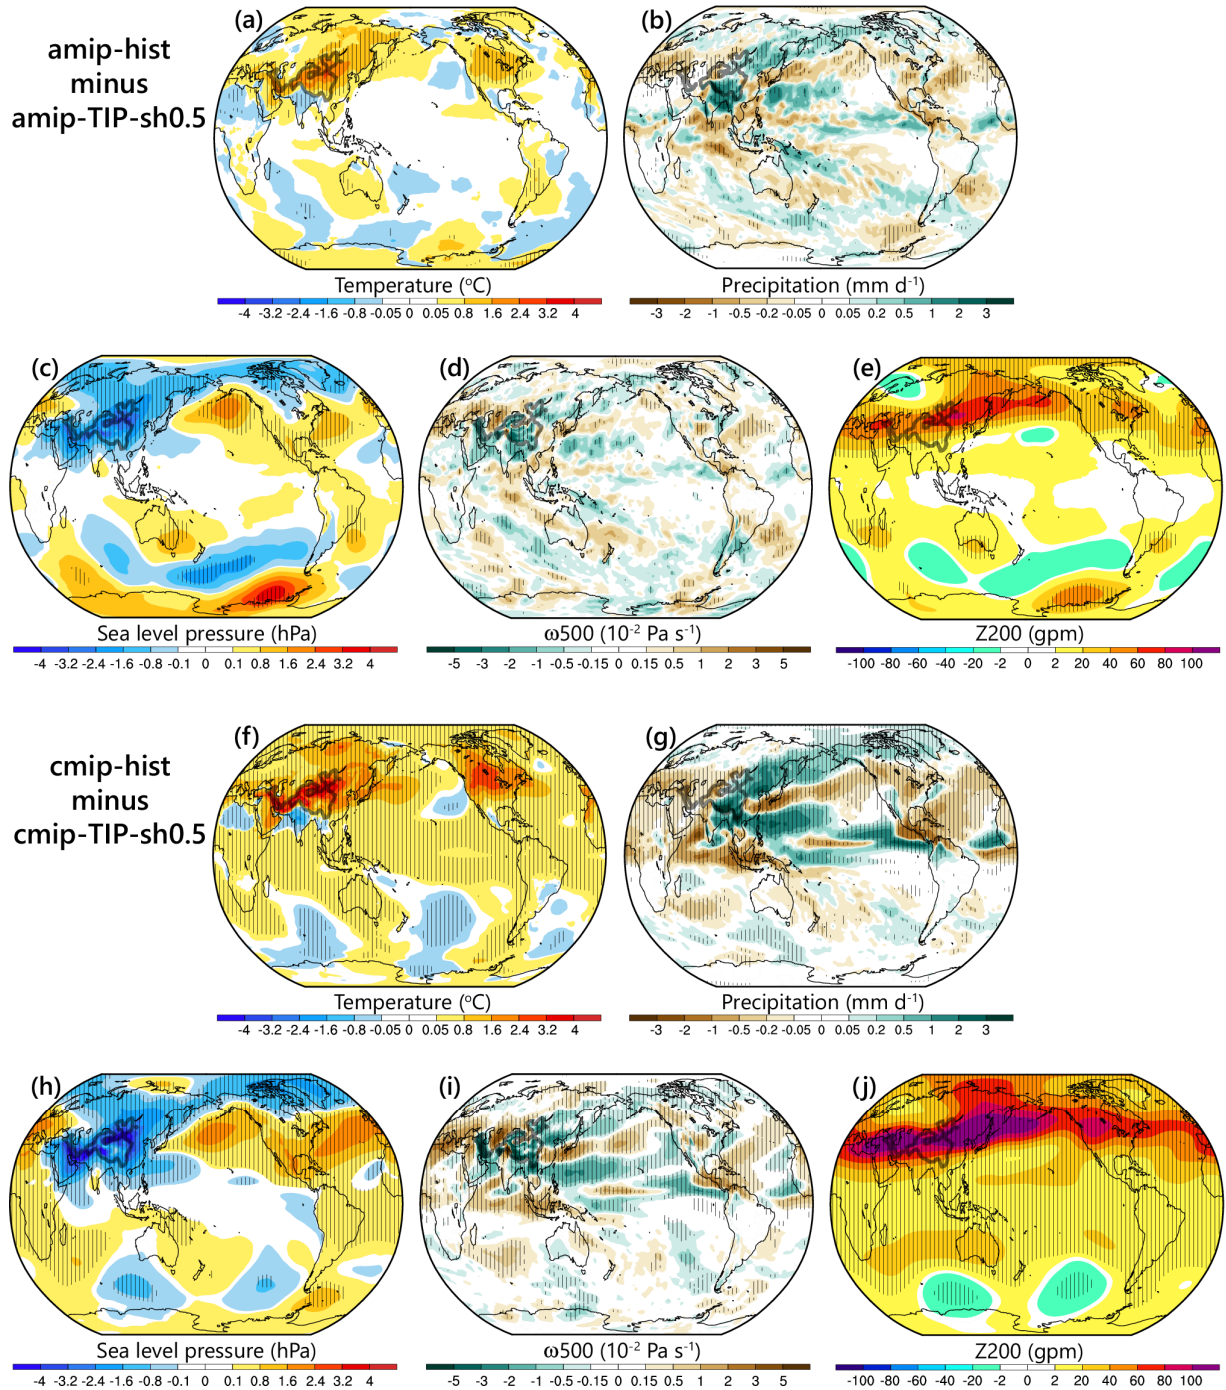 amip-hist
minus
amip-TIP-sh0.5
(a)
(b)
Temperature (°C)
-4 -3.2 -2.4 -1.6 -0.8 -0.05 0 0.05 0.8 1.6 2.4 3.2 4
Precipitation (mm d-1)
-3 -2 -1 -0.5 -0.2 -0.05 0 0.05 0.2 0.5 1 2 3
(c)
(d)
(e)
Sea level pressure (hPa)
-4 -3.2 -2.4 -1.6 -0.8 -0.1 0 0.1 0.8 1.6 2.4 3.2 4
ω500 (10-2 Pa s-1)
-5 -3 -2 -1 -0.5 -0.15 0 0.15 1 2 3 5
Z200 (gpm)
-100 -80 -60 -40 -20 -2 0 2 20 40 60 80 100
cmip-hist
minus
cmip-TIP-sh0.5
(f)
(g)
Temperature (°C)
-4 -3.2 -2.4 -1.6 -0.8 -0.05 0 0.05 0.8 1.6 2.4 3.2 4
Precipitation (mm d-1)
-3 -2 -1 -0.5 -0.2 -0.05 0 0.05 0.2 0.5 1 2 3
(h)
(i)
(j)
Sea level pressure (hPa)
-4 -3.2 -2.4 -1.6 -0.8 -0.1 0 0.1 0.8 1.6 2.4 3.2 4
ω500 (10-2 Pa s-1)
-5 -3 -2 -1 -0.5 -0.15 0 0.15 1 2 3 5
Z200 (gpm)
-100 -80 -60 -40 -20 -2 0 2 20 40 60 80 100